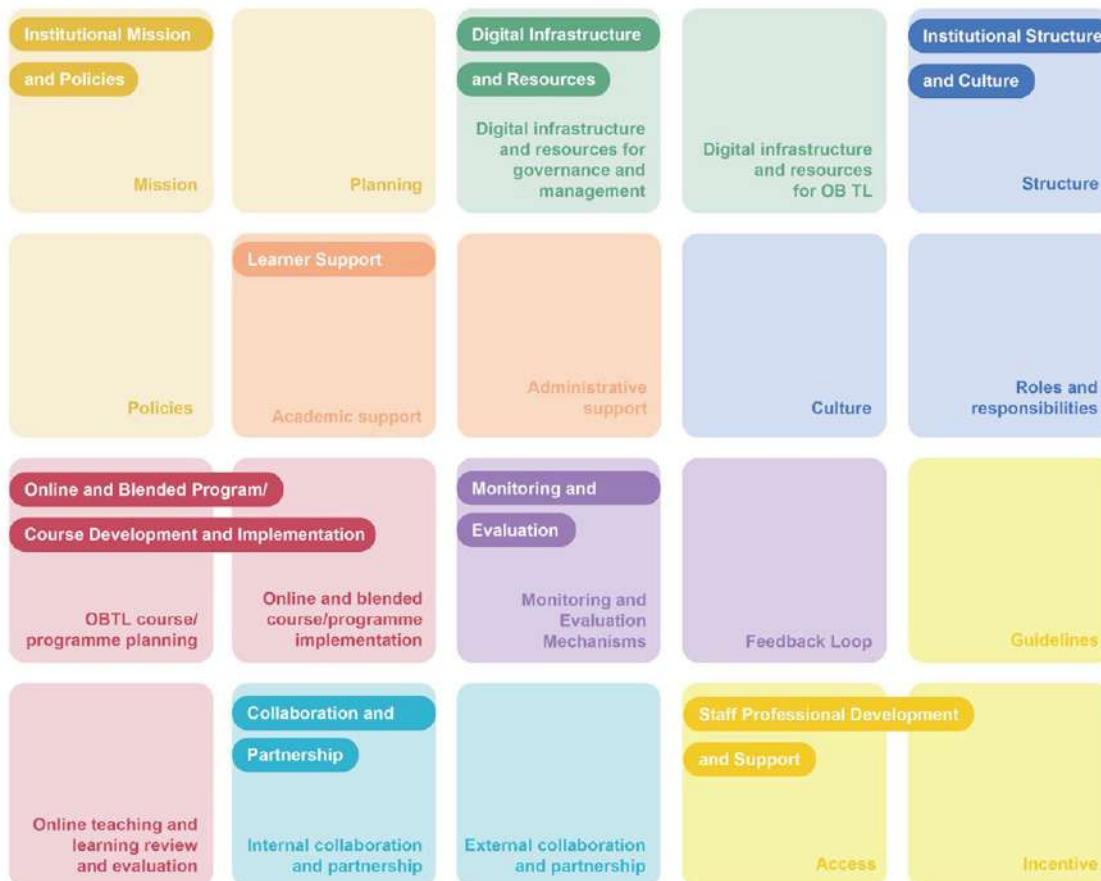 Institutional Mission
and Policies
Mission
Planning
Digital Infrastructure
and Resources
Digital infrastructure
and resources for
governance and
management
Digital infrastructure
and resources
for OB TL
Institutional Structure
and Culture
Structure
Policies
Learner Support
Academic support
Administrative
support
Culture
Roles and
responsibilities
Online and Blended Program/
Course Development and Implementation
OBTL course/
programme planning
Online and blended
course/programme
implementation
Monitoring and
Evaluation
Monitoring and
Evaluation
Mechanisms
Feedback Loop
Guidelines
Online teaching and
learning review
and evaluation
Collaboration and
Partnership
Internal collaboration
and partnership
External collaboration
and partnership
Staff Professional Development
and Support
Access
Incentive